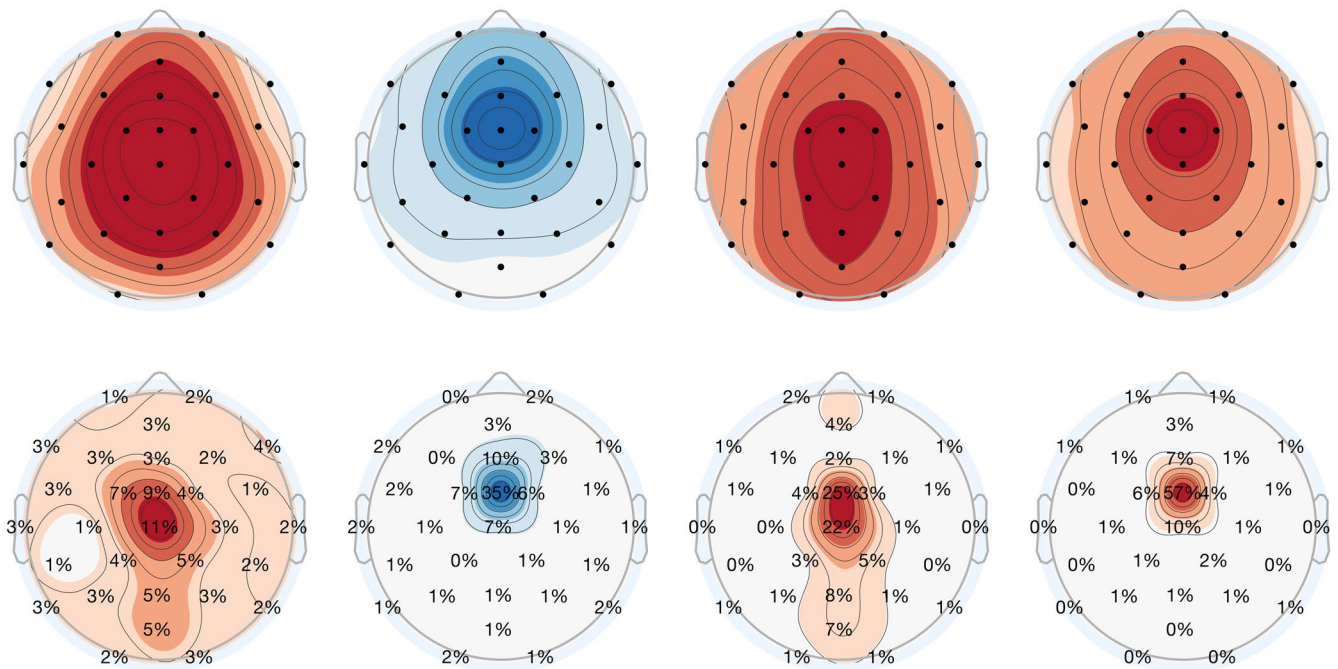 1% 2% 0% 2% 2% 1% 1% 1%
3% 3% 4% 3%
3% 4% 2% 1% 1% 1% 1% 1%
3% 3% 2% 0% 10% 3% 1% 2% 1% 1% 7% 1%
3% 7% 9% 4% 1% 2% 7% 35% 6% 1% 1% 4% 25% 3% 1% 0% 6% 57% 4% 1%
3% 1% 11% 3% 2% 2% 1% 7% 1% 1% 0% 0% 22% 1% 0% 0% 1% 10% 1% 0%
1% 4% 5% 2% 1% 0% 1% 1% 1% 3% 5% 0% 0% 1% 2% 0%
3% 3% 5% 3% 2% 1% 1% 1% 1% 2% 1% 1% 8% 1% 1% 0% 1% 1% 1% 1%
5% 1% 7% 0%
2% 3% 2% 1% 1% 1% 0% 0%